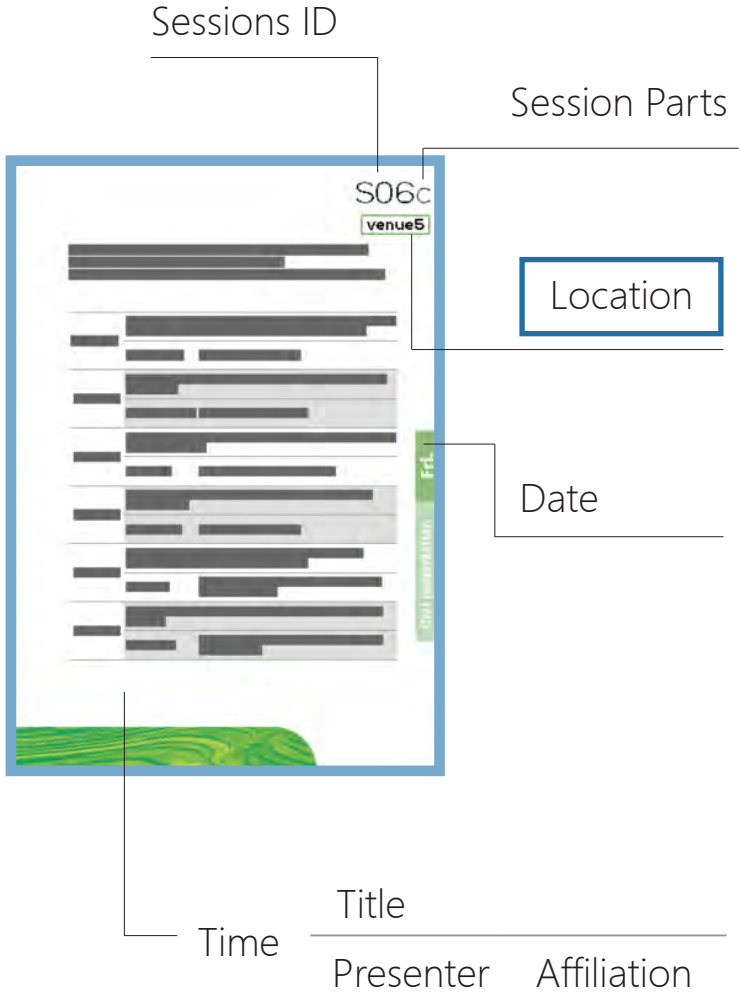 Sessions ID
Session Parts
S06c
venue5
Location
Fri.
Date
Title
Time
Presenter Affiliation